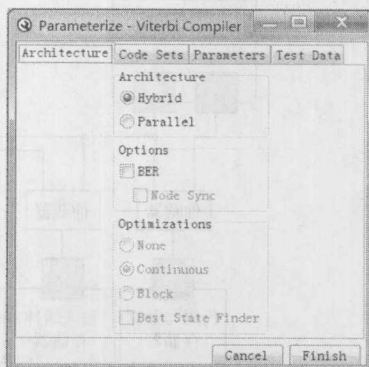 Parameterize - Viterbi Compiler
Architecture Code Sets Parameters Test Data
Architecture
Hybrid
Parallel
Options
BER
Node Sync
Optimizations
None
Continuous
Block
Best State Finder
Cancel Finish